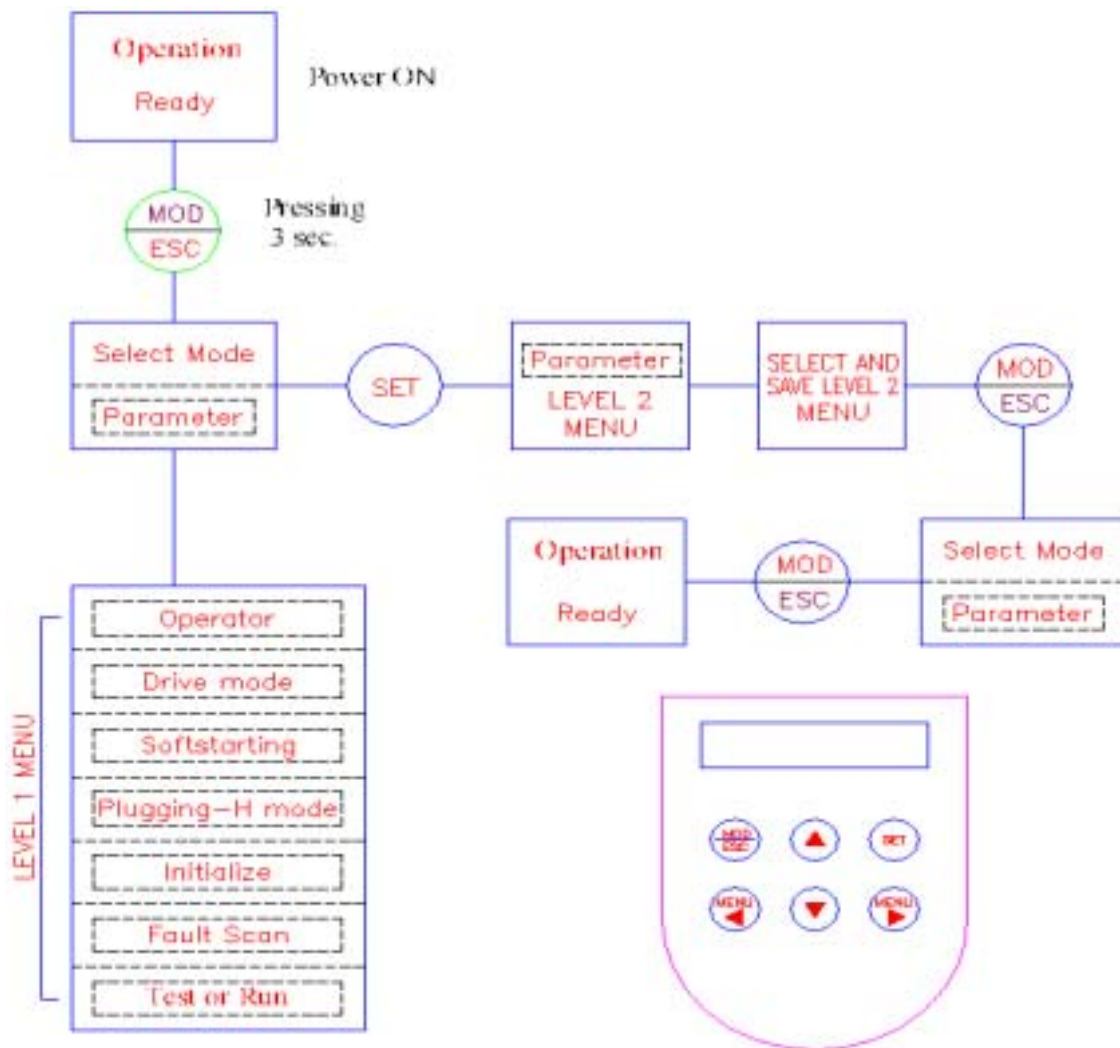 Operation
Ready
Power ON
MOD
ESC
Pressing
3 sec.
Select Mode
Parameter
SET
Parameter
LEVEL 2
MENU
SELECT AND
SAVE LEVEL 2
MENU
MOD
ESC
Operation
Ready
MOD
ESC
Select Mode
Parameter
LEVEL 1 MENU
Operator
Drive mode
Softstarting
Plugging-H mode
Initialize
Fault Scan
Test or Run
MOD
ESC
SET
MENU
MENU